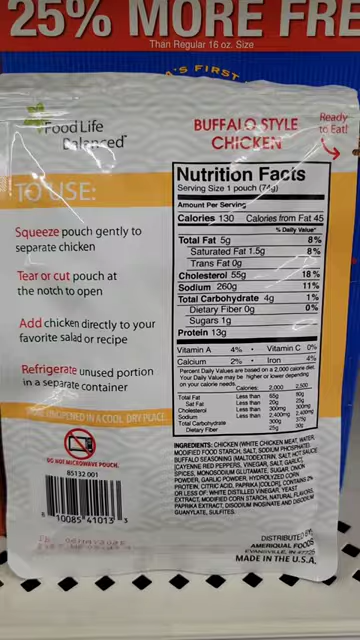 25% MORE FRE
Than Regular 16 oz. Size
A'S FIRST
Food Life
Balanced
BUFFALO STYLE
CHICKEN
Ready
to Eat!
TO USE:
Squeeze pouch gently to
separate chicken
Tear or cut pouch at
the notch to open
Add chicken directly to your
favorite salad or recipe
Refrigerate unused portion
in a separate container
UNOPENED IN A COOL, DRY PLACE
DO NOT MICROWAVE POUCH.
85132 001
10085 41013 3
Nutrition Facts
Serving Size 1 pouch (74g)
Amount Per Serving
Calories 130 Calories from Fat 45
% Daily Value*
Total Fat 5g 8%
Saturated Fat 1.5g 8%
Trans Fat 0g
Cholesterol 55g 18%
Sodium 260g 11%
Total Carbohydrate 4g 1%
Dietary Fiber 0g 0%
Sugars 1g
Protein 13g
Vitamin A 4% • Vitamin C 0%
Calcium 2% • Iron 4%
Percent Daily Values are based on a 2,000 calorie diet.
Your Daily Value may be higher or lower depending
on your calorie needs.
Calories: 2,000 2,500
Total Fat Less than 65g 80g
Sat Fat Less than 20g 25g
Cholesterol Less than 300mg 300mg
Sodium Less than 2,400mg 2,400mg
Total Carbohydrate 300g 375g
Dietary Fiber 25g 30g
INGREDIENTS: CHICKEN (WHITE CHICKEN MEAT, WATER,
MODIFIED FOOD STARCH, SALT, SODIUM PHOSPHATE),
BUFFALO SEASONING (MALTODEXTRIN, SALT, HOT SAUCE
[CAYENNE RED PEPPERS, VINEGAR, SALT, GARLIC],
SPICES, MONOSODIUM GLUTAMATE, SUGAR, ONION
POWDER, GARLIC POWDER, HYDROLYZED CORN
PROTEIN, CITRIC ACID, PAPRIKA [COLOR], CONTAINS 2%
OR LESS OF: WHITE DISTILLED VINEGAR, YEAST
EXTRACT, MODIFIED CORN STARCH, NATURAL FLAVORS,
PAPRIKA EXTRACT, DISODIUM INOSINATE AND DISODIUM
GUANYLATE, SULFITES.
DISTRIBUTED BY:
AMERIQUAL FOODS
EVANSVILLE, IN 47725
MADE IN THE U.S.A.